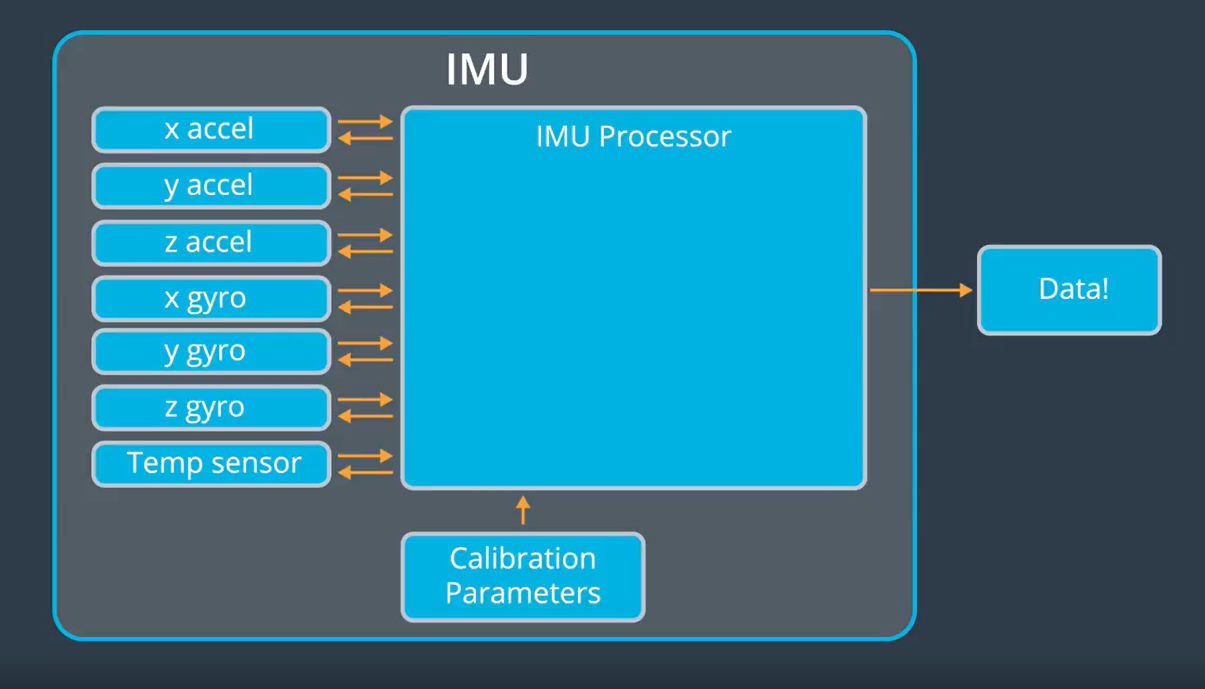 IMU
x accel
y accel
z accel
x gyro
y gyro
z gyro
Temp sensor
IMU Processor
Calibration
Parameters
Data!